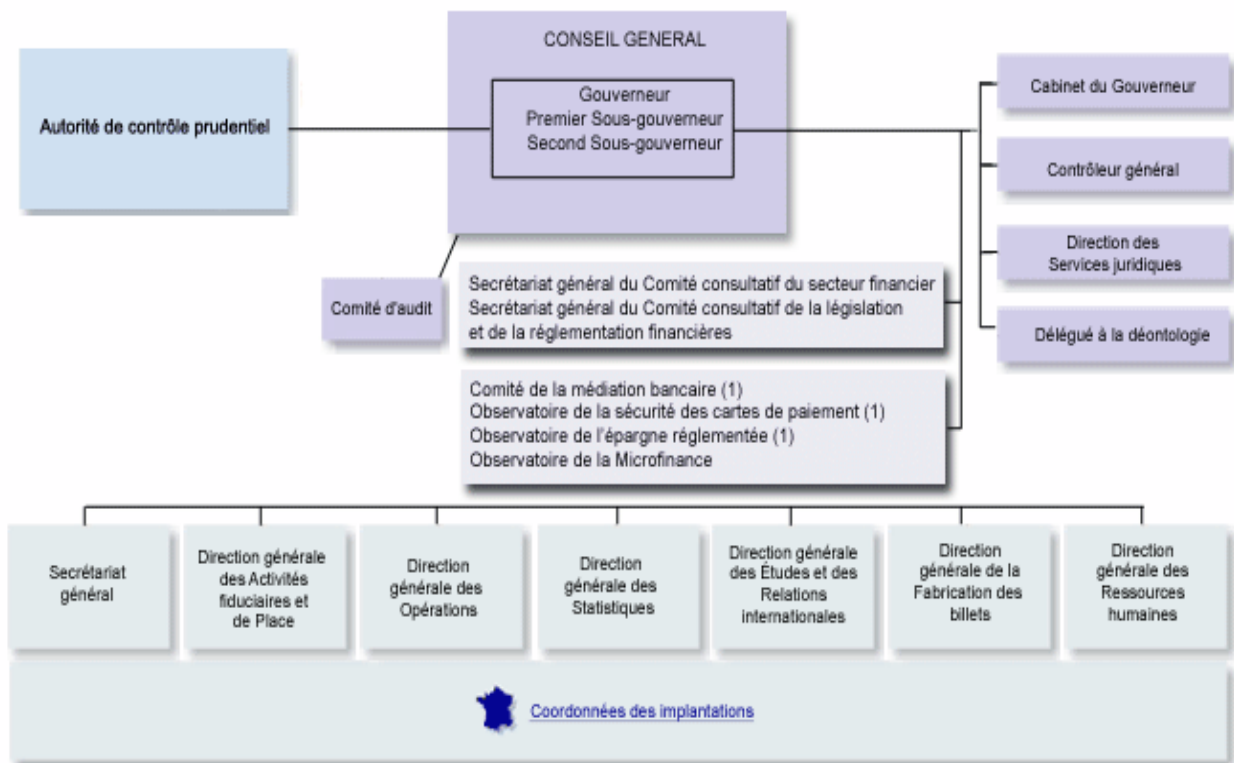 CONSEIL GENERAL
Gouverneur
Premier Sous-gouverneur
Second Sous-gouverneur
Autorité de contrôle prudentiel
Cabinet du Gouverneur
Contrôleur général
Direction des
Services juridiques
Délégué à la déontologie
Comité d'audit
Secrétariat général du Comité consultatif du secteur financier
Secrétariat général du Comité consultatif de la législation
et de la réglementation financières
Comité de la médiation bancaire (1)
Observatoire de la sécurité des cartes de paiement (1)
Observatoire de l'épargne réglementée (1)
Observatoire de la Microfinance
Secrétariat
général
Direction générale
des Activités
fiduciaires et
de Place
Direction
générale des
Opérations
Direction
générale des
Statistiques
Direction générale
des Études et des
Relations
internationales
Direction
générale de la
Fabrication des
billets
Direction
générale des
Ressources
humaines
Coordonnées des implantations